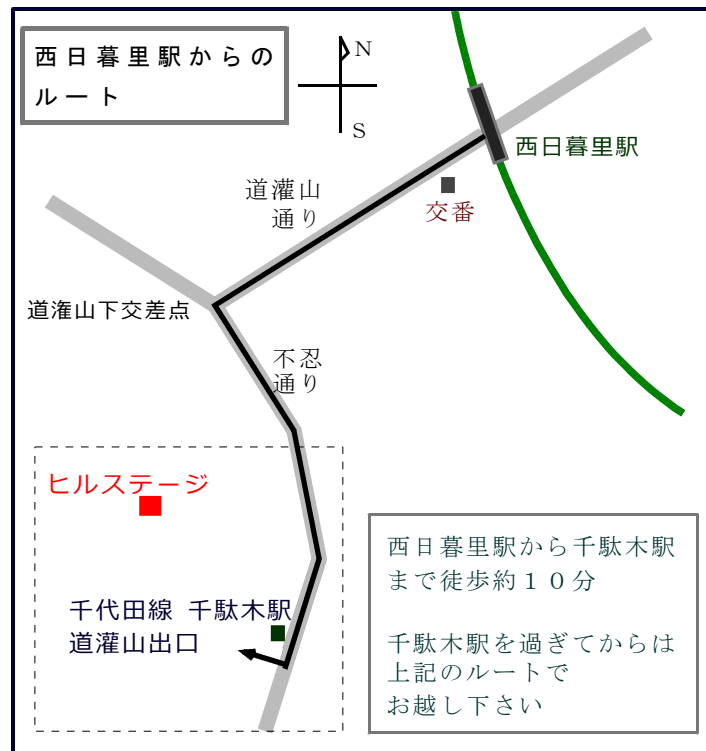 西日暮里駅からの
ルート
N
S
西日暮里駅
道灌山
通り
交番
道潅山下交差点
不忍
通り
ヒルステージ
千代田線 千駄木駅
道灌山出口
西日暮里駅から千駄木駅
まで徒歩約１０分
千駄木駅を過ぎてからは
上記のルートで
お越し下さい